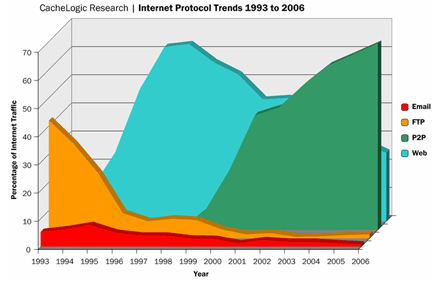 CacheLogic Research | Internet Protocol Trends 1993 to 2006
Percentage of Internet Traffic
70
60
50
40
30
20
10
0
1993 1994 1995 1996 1997 1998 1999 2000 2001 2002 2003 2004 2005 2006
Year
Email
FTP
P2P
Web